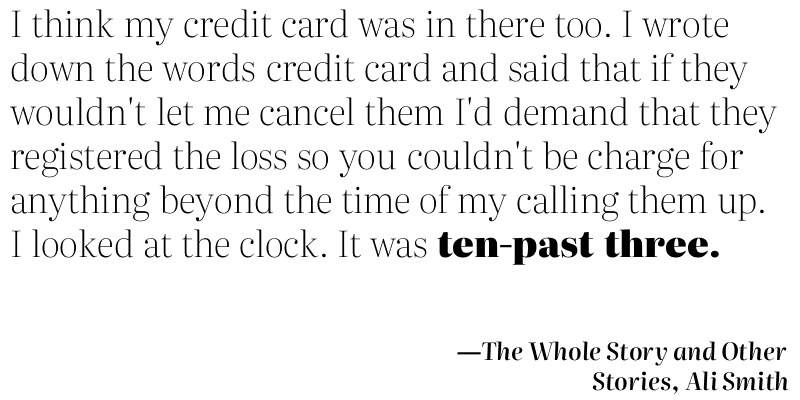 I think my credit card was in there too. I wrote
down the words credit card and said that if they
wouldn't let me cancel them I'd demand that they
registered the loss so you couldn't be charge for
anything beyond the time of my calling them up.
I looked at the clock. It was ten-past three.
—The Whole Story and Other
Stories, Ali Smith